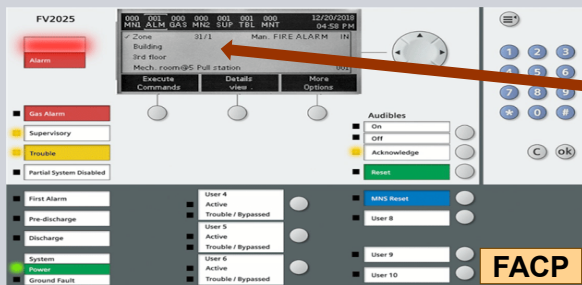 FV2025
000 001 000 000 001 001 000 12/20/2018
MN1 ALM GAS MN2 SUP TBL MNT 04:58 PM
✓ Zone 31/1 Man. FIRE ALARM IN
Building
3rd floor
Mech. room@S Pull station 001
Execute Commands
Details view
More Options
Alarm
Gas Alarm
Supervisory
Trouble
Partial System Disabled
Audibles
On
Off
Acknowledge
Reset
1 2 3
4 5 6
7 8 9
* 0 #
C ok
First Alarm
Pre-discharge
Discharge
System
Power
Ground Fault
User 4
Active
Trouble / Bypassed
User 5
Active
Trouble / Bypassed
User 6
Active
Trouble / Bypassed
MNS Reset
User 8
User 9
User 10
FACP